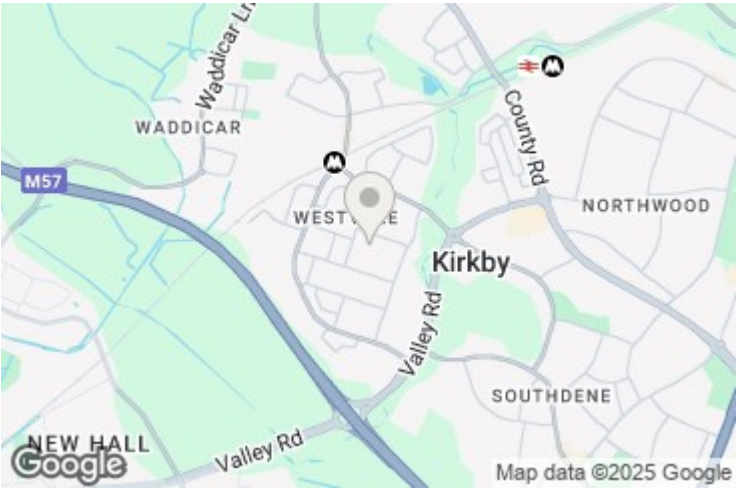 Waddicar Ln
WADDICAR
County Rd
M57
NORTHWOOD
Kirkby
Valley Rd
SOUTHDENE
NEW HALL
Valley Rd
Google
Map data ©2025 Google